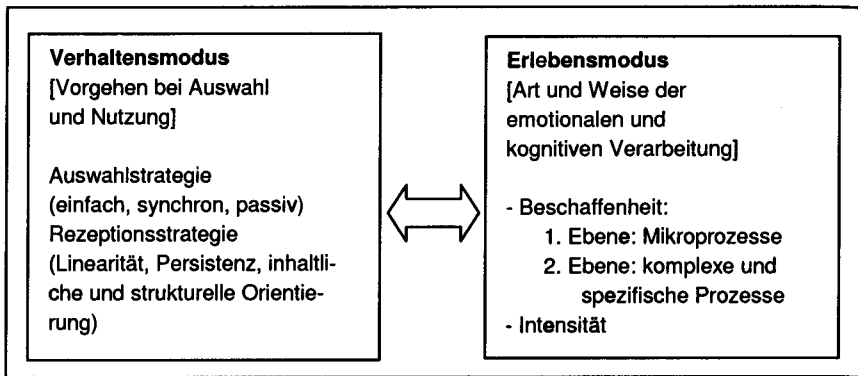 Verhaltensmodus
[Vorgehen bei Auswahl
und Nutzung]
Auswahlstrategie
(einfach, synchron, passiv)
Rezeptionsstrategie
(Linearität, Persistenz, inhaltli-
che und strukturelle Orientie-
rung)
Erlebensmodus
[Art und Weise der
emotionalen und
kognitiven Verarbeitung]
- Beschaffenheit:
1. Ebene: Mikroprozesse
2. Ebene: komplexe und
spezifische Prozesse
- Intensität